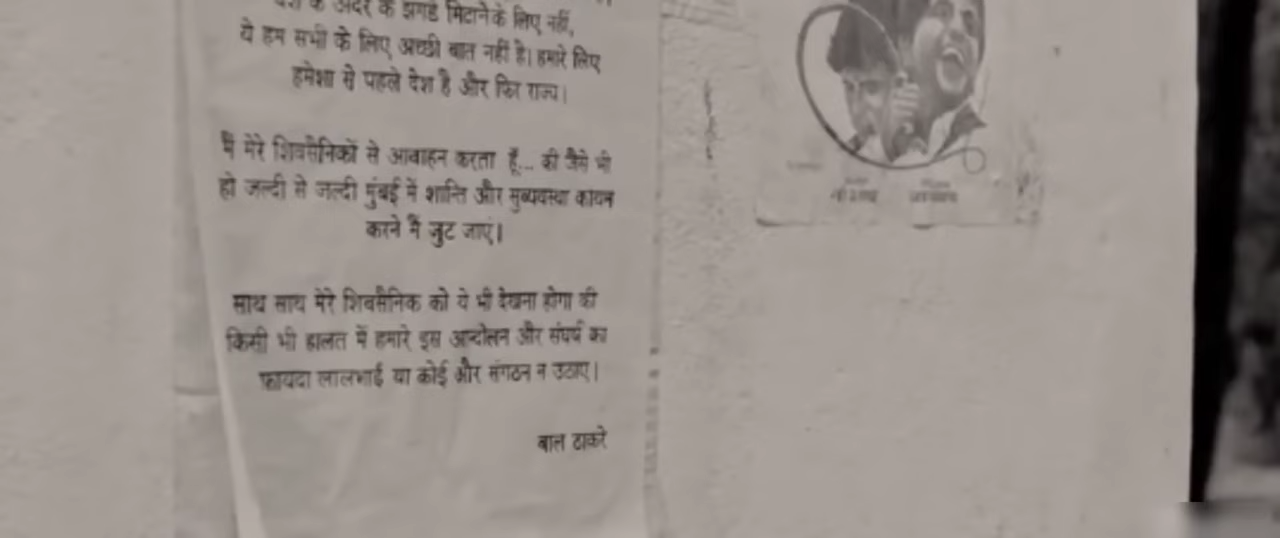 देश के अंदर के झगडे मिटाने के लिए नहीं,
ये हम सभी के लिए अच्छी बात नहीं है। हमारे लिए
हमेशा से पहले देश है और फिर राज्य।
मैं मेरे शिवसैनिकों से आवाहन करता हूँ... की जैसे भी
हो जल्दी से जल्दी मुंबई में शान्ति और सुव्यवस्था कायम
करने मैं जुट जाएं।
साथ साथ मेरे शिवसैनिक को ये भी देखना होगा की
किसी भी हालत में हमारे इस आन्दोलन और संघर्ष का
फ़ायदा लालभाई या कोई और संगठन न उठाए।
बाल ठाकरे